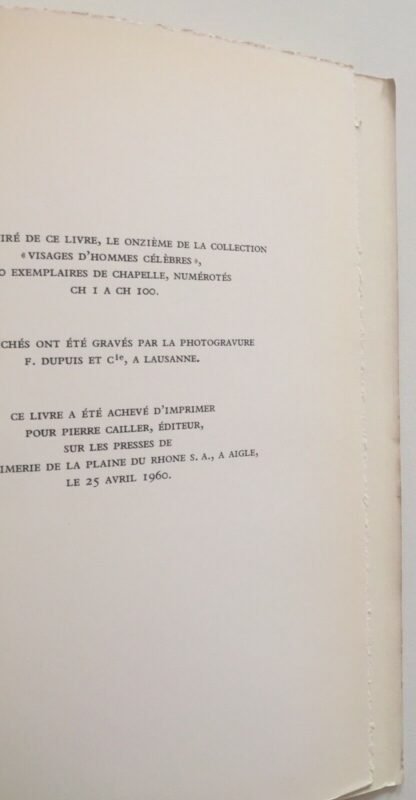 IRÉ DE CE LIVRE, LE ONZIÈME DE LA COLLECTION
« VISAGES D'HOMMES CÉLÈBRES »,
0 EXEMPLAIRES DE CHAPELLE, NUMÉROTÉS
CH 1 A CH 100.
CHÉS ONT ÉTÉ GRAVÉS PAR LA PHOTOGRAVURE
F. DUPUIS ET Cie, A LAUSANNE.
CE LIVRE A ÉTÉ ACHEVÉ D'IMPRIMER
POUR PIERRE CAILLER, ÉDITEUR,
SUR LES PRESSES DE
IMERIE DE LA PLAINE DU RHONE S. A., A AIGLE,
LE 25 AVRIL 1960.